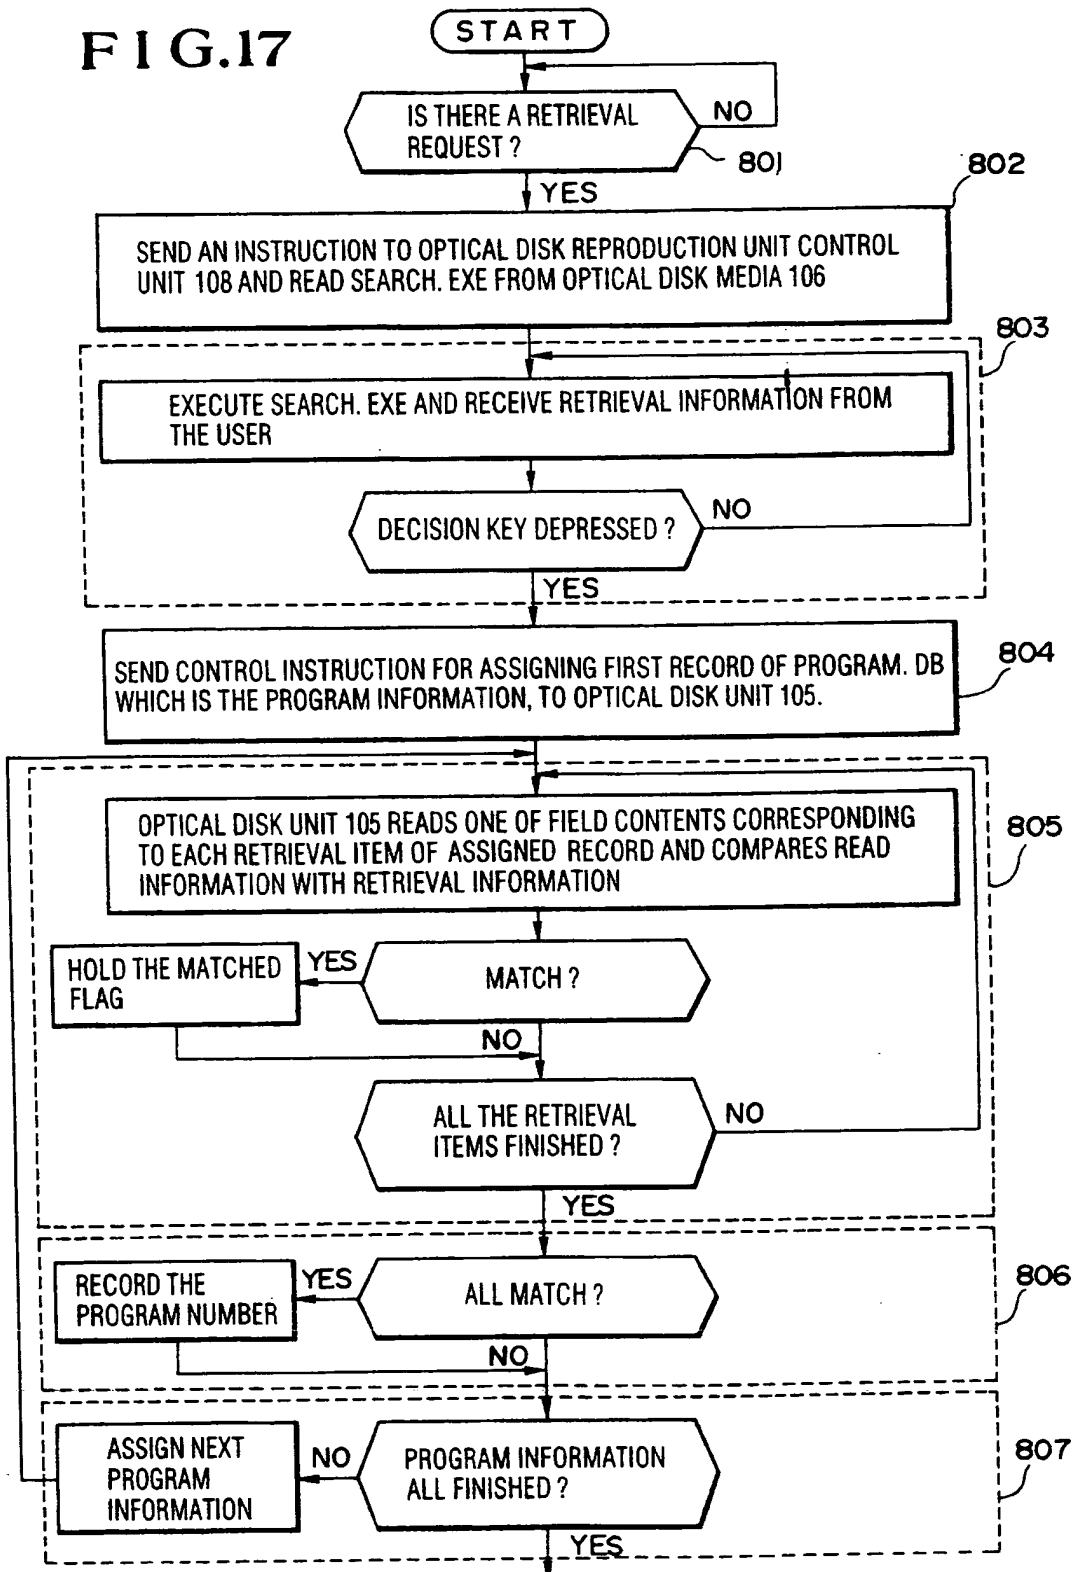 FIG.17
START
IS THERE A RETRIEVAL
REQUEST ?
NO
801
YES
802
SEND AN INSTRUCTION TO OPTICAL DISK REPRODUCTION UNIT CONTROL
UNIT 108 AND READ SEARCH. EXE FROM OPTICAL DISK MEDIA 106
803
EXECUTE SEARCH. EXE AND RECEIVE RETRIEVAL INFORMATION FROM
THE USER
DECISION KEY DEPRESSED ?
NO
YES
SEND CONTROL INSTRUCTION FOR ASSIGNING FIRST RECORD OF PROGRAM. DB
WHICH IS THE PROGRAM INFORMATION, TO OPTICAL DISK UNIT 105.
804
OPTICAL DISK UNIT 105 READS ONE OF FIELD CONTENTS CORRESPONDING
TO EACH RETRIEVAL ITEM OF ASSIGNED RECORD AND COMPARES READ
INFORMATION WITH RETRIEVAL INFORMATION
805
HOLD THE MATCHED
FLAG
YES
MATCH ?
NO
ALL THE RETRIEVAL
ITEMS FINISHED ?
NO
YES
RECORD THE
PROGRAM NUMBER
YES
ALL MATCH ?
806
NO
ASSIGN NEXT
PROGRAM
INFORMATION
NO
PROGRAM INFORMATION
ALL FINISHED ?
807
YES